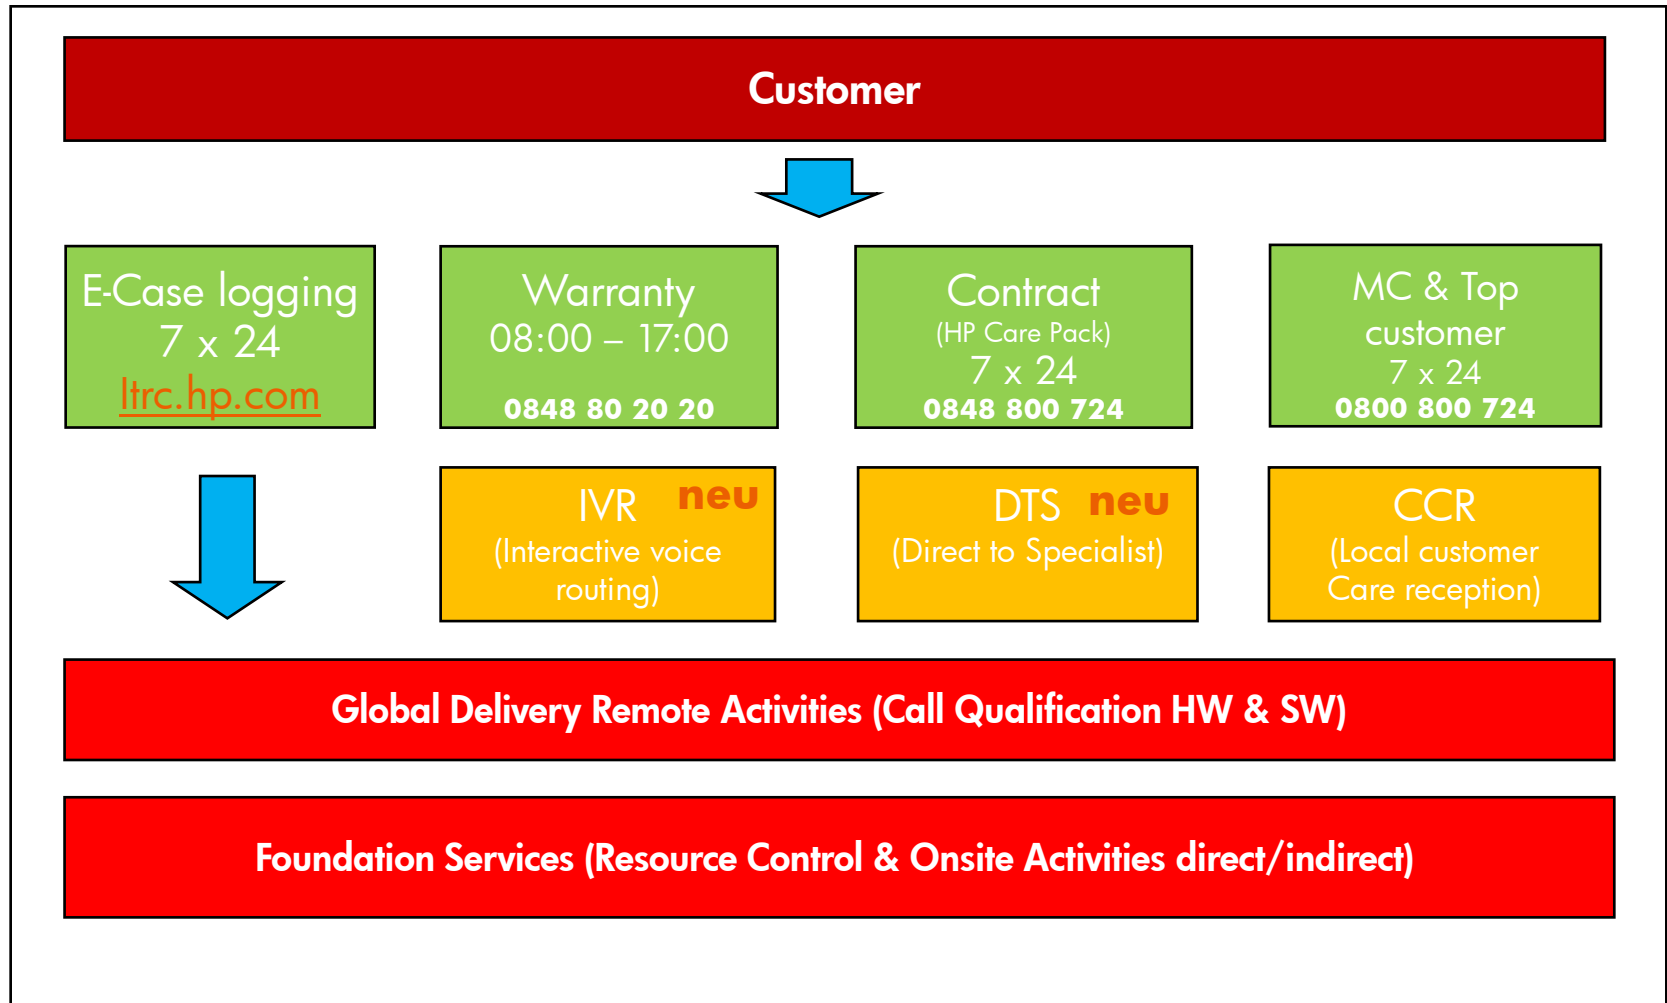 Customer
E-Case logging
7 x 24
Itrc.hp.com
Warranty
08:00 – 17:00
0848 80 20 20
Contract
(HP Care Pack)
7 x 24
0848 800 724
MC & Top
customer
7 x 24
0800 800 724
IVR neu
(Interactive voice
routing)
DTS neu
(Direct to Specialist)
CCR
(Local customer
Care reception)
Global Delivery Remote Activities (Call Qualification HW & SW)
Foundation Services (Resource Control & Onsite Activities direct/indirect)